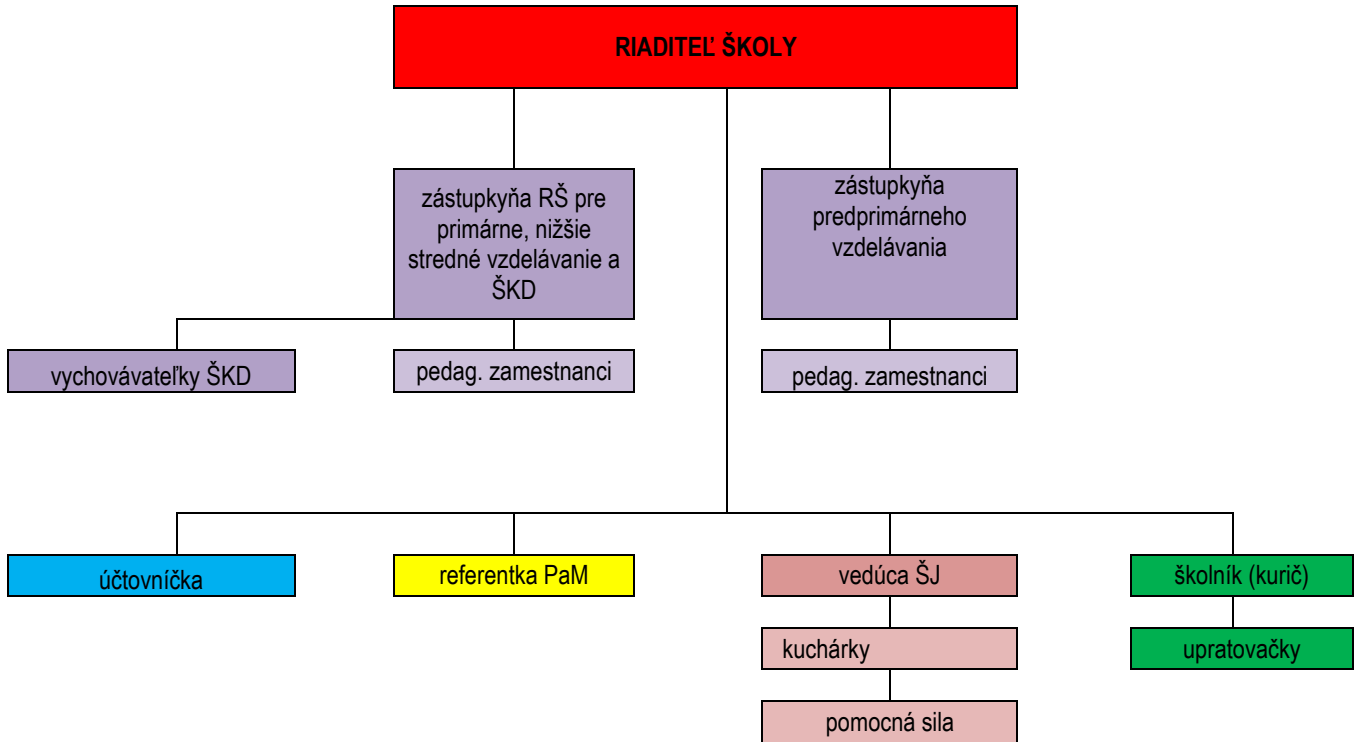 RIADITEĽ ŠKOLY
zástupkyňa RŠ pre
primárne, nižšie
stredné vzdelávanie a
ŠKD
zástupkyňa
predprimárneho
vzdelávania
vychovávateľky ŠKD
pedag. zamestnanci
pedag. zamestnanci
účtovníčka
referentka PaM
vedúca ŠJ
školník (kurič)
kuchárky
upratovačky
pomocná sila